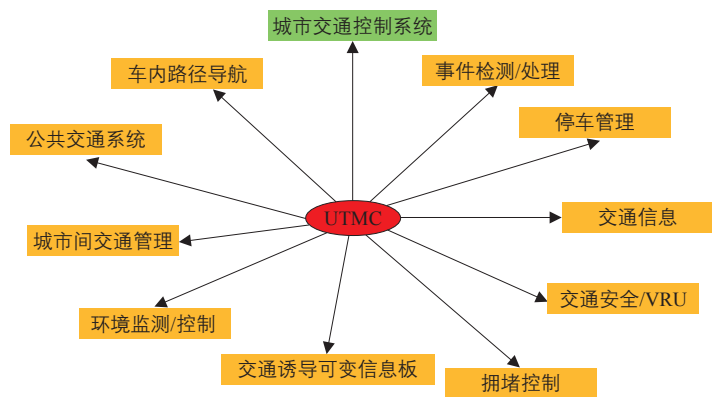 城市交通控制系统
车内路径导航
事件检测/处理
公共交通系统
停车管理
UTMC
交通信息
城市间交通管理
环境监测/控制
交通安全/VRU
交通诱导可变信息板
拥堵控制